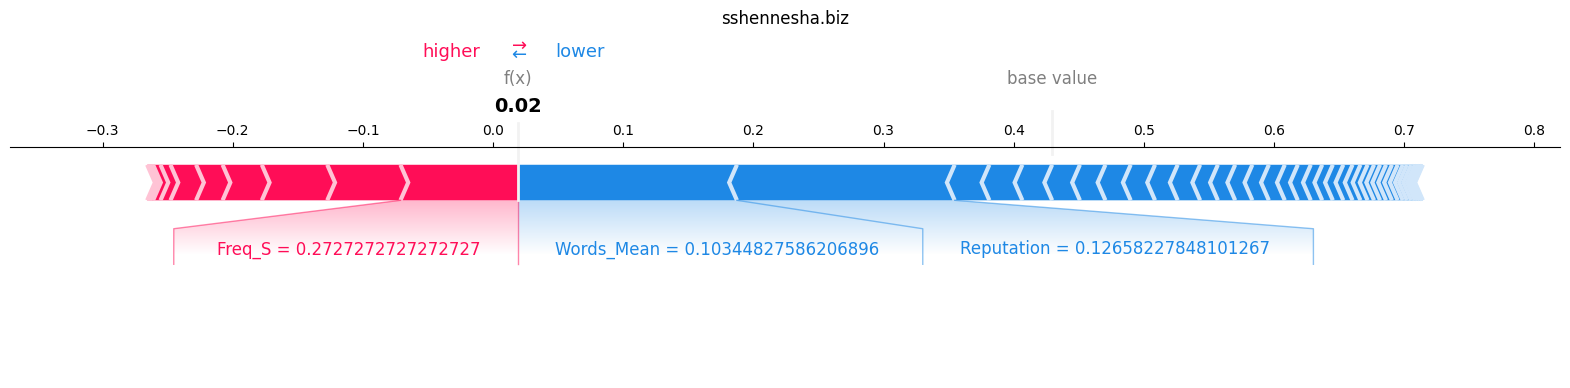 sshennesha.biz
higher ⇄ lower
f(x) base value
0.02
−0.3 −0.2 −0.1 0.0 0.1 0.2 0.3 0.4 0.5 0.6 0.7 0.8
Freq_S = 0.2727272727272727 Words_Mean = 0.10344827586206896 Reputation = 0.12658227848101267